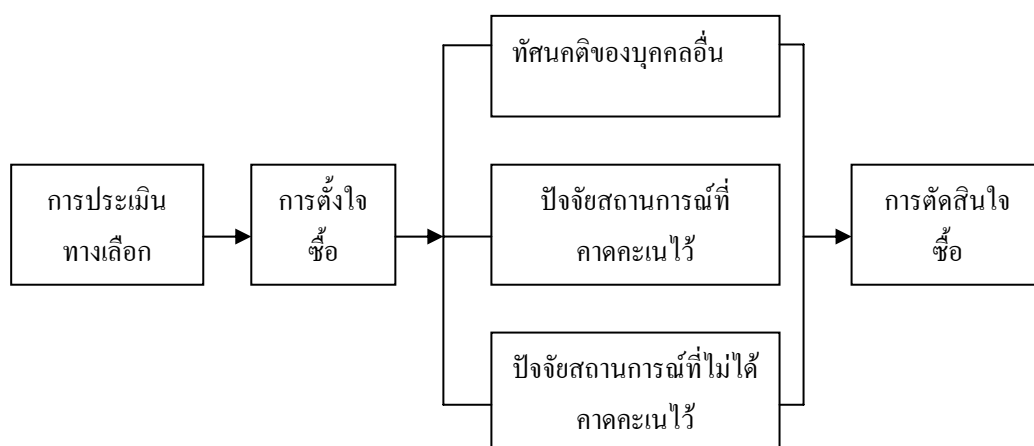 การประเมิน
ทางเลือก
การตั้งใจ
ซื้อ
ทัศนคติของบุคคลอื่น
ปัจจัยสถานการณ์ที่
คาดคะเนไว้
ปัจจัยสถานการณ์ที่ไม่ได้
คาดคะเนไว้
การตัดสินใจ
ซื้อ